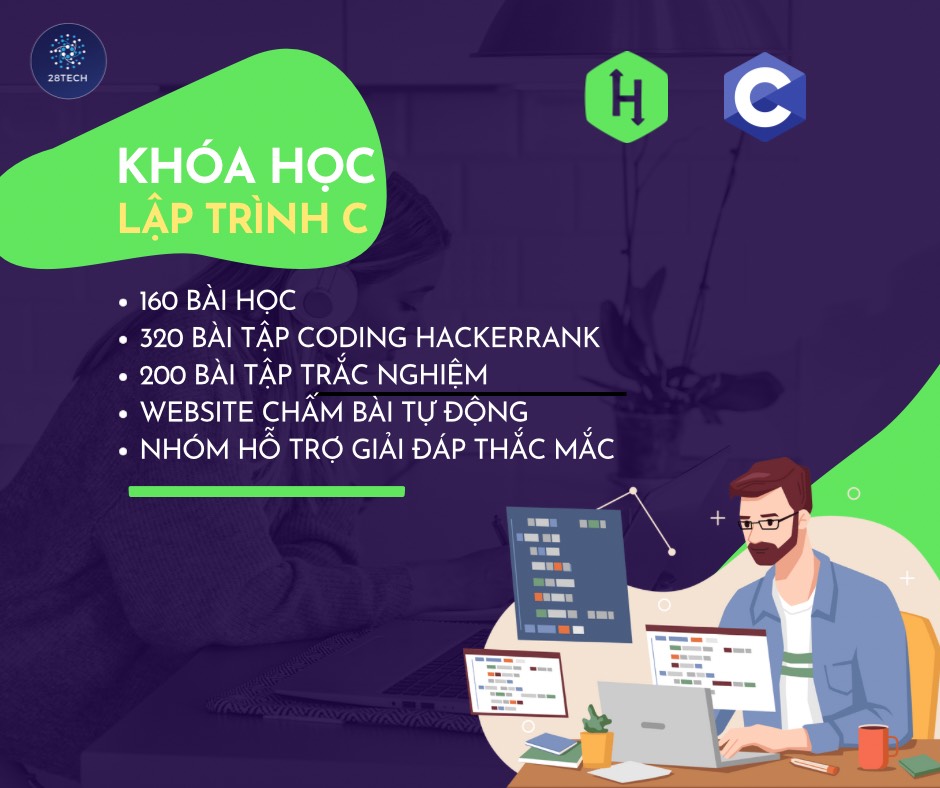 28TECH
KHÓA HỌC
LẬP TRÌNH C
• 160 BÀI HỌC
• 320 BÀI TẬP CODING HACKERRANK
• 200 BÀI TẬP TRẮC NGHIỆM
• WEBSITE CHẤM BÀI TỰ ĐỘNG
• NHÓM HỖ TRỢ GIẢI ĐÁP THẮC MẮC
H
C